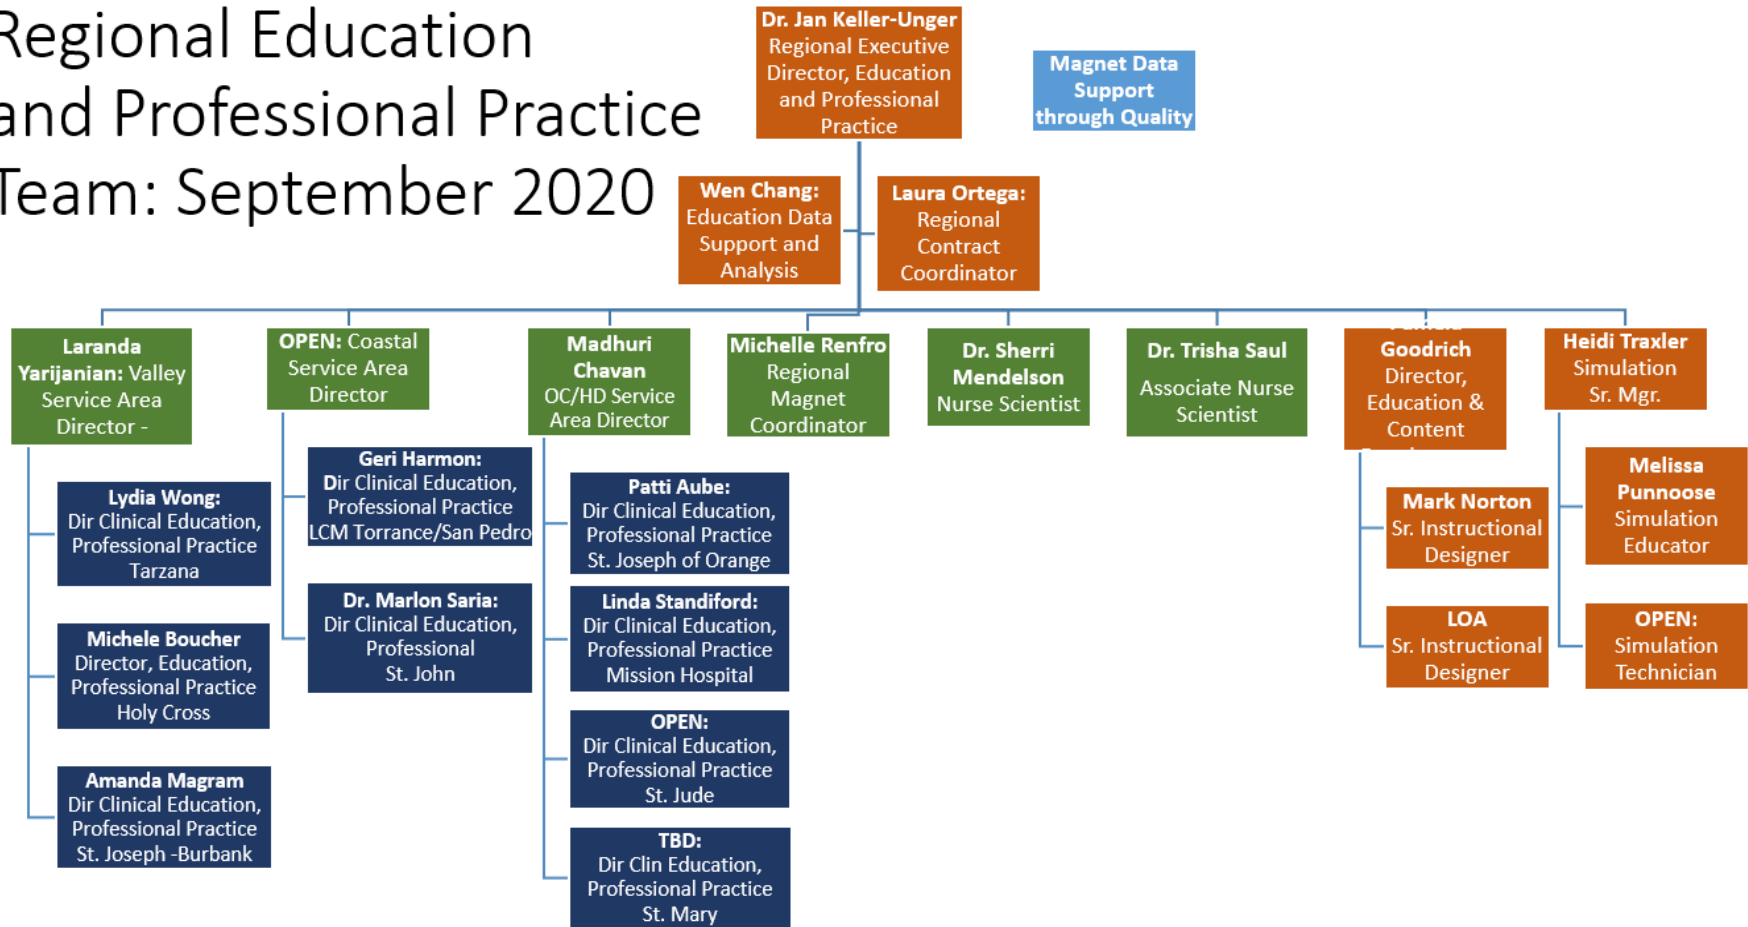 Regional Education
and Professional Practice
Team: September 2020
Dr. Jan Keller-Unger
Regional Executive
Director, Education
and Professional
Practice
Magnet Data
Support
through Quality
Wen Chang:
Education Data
Support and
Analysis
Laura Ortega:
Regional
Contract
Coordinator
Laranda
Yarijanian: Valley
Service Area
Director -
OPEN: Coastal
Service Area
Director
Madhuri
Chavan
OC/HD Service
Area Director
Michelle Renfro
Regional
Magnet
Coordinator
Dr. Sherri
Mendelson
Nurse Scientist
Dr. Trisha Saul
Associate Nurse
Scientist
Goodrich
Director,
Education &
Content
Heidi Traxler
Simulation
Sr. Mgr.
Lydia Wong:
Dir Clinical Education,
Professional Practice
Tarzana
Michele Boucher
Director, Education,
Professional Practice
Holy Cross
Amanda Magram
Dir Clinical Education,
Professional Practice
St. Joseph -Burbank
Geri Harmon:
Dir Clinical Education,
Professional Practice
LCM Torrance/San Pedro
Dr. Marlon Saria:
Dir Clinical Education,
Professional
St. John
Patti Aube:
Dir Clinical Education,
Professional Practice
St. Joseph of Orange
Linda Standiford:
Dir Clinical Education,
Professional Practice
Mission Hospital
OPEN:
Dir Clinical Education,
Professional Practice
St. Jude
TBD:
Dir Clin Education,
Professional Practice
St. Mary
Mark Norton
Sr. Instructional
Designer
LOA
Sr. Instructional
Designer
Melissa
Punnoose
Simulation
Educator
OPEN:
Simulation
Technician